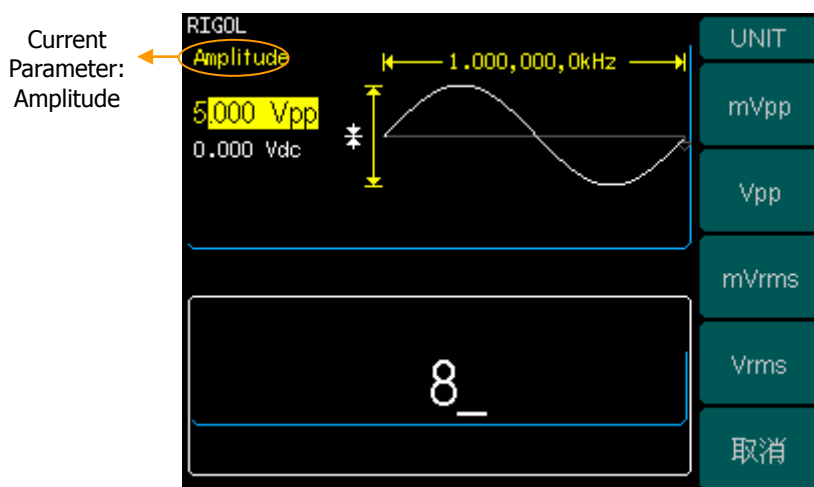 Current
Parameter:
Amplitude
RIGOL
Amplitude
1.000,000,0kHz
5.000 Vpp
0.000 Vdc
8_
UNIT
mVpp
Vpp
mVrms
Vrms
取消